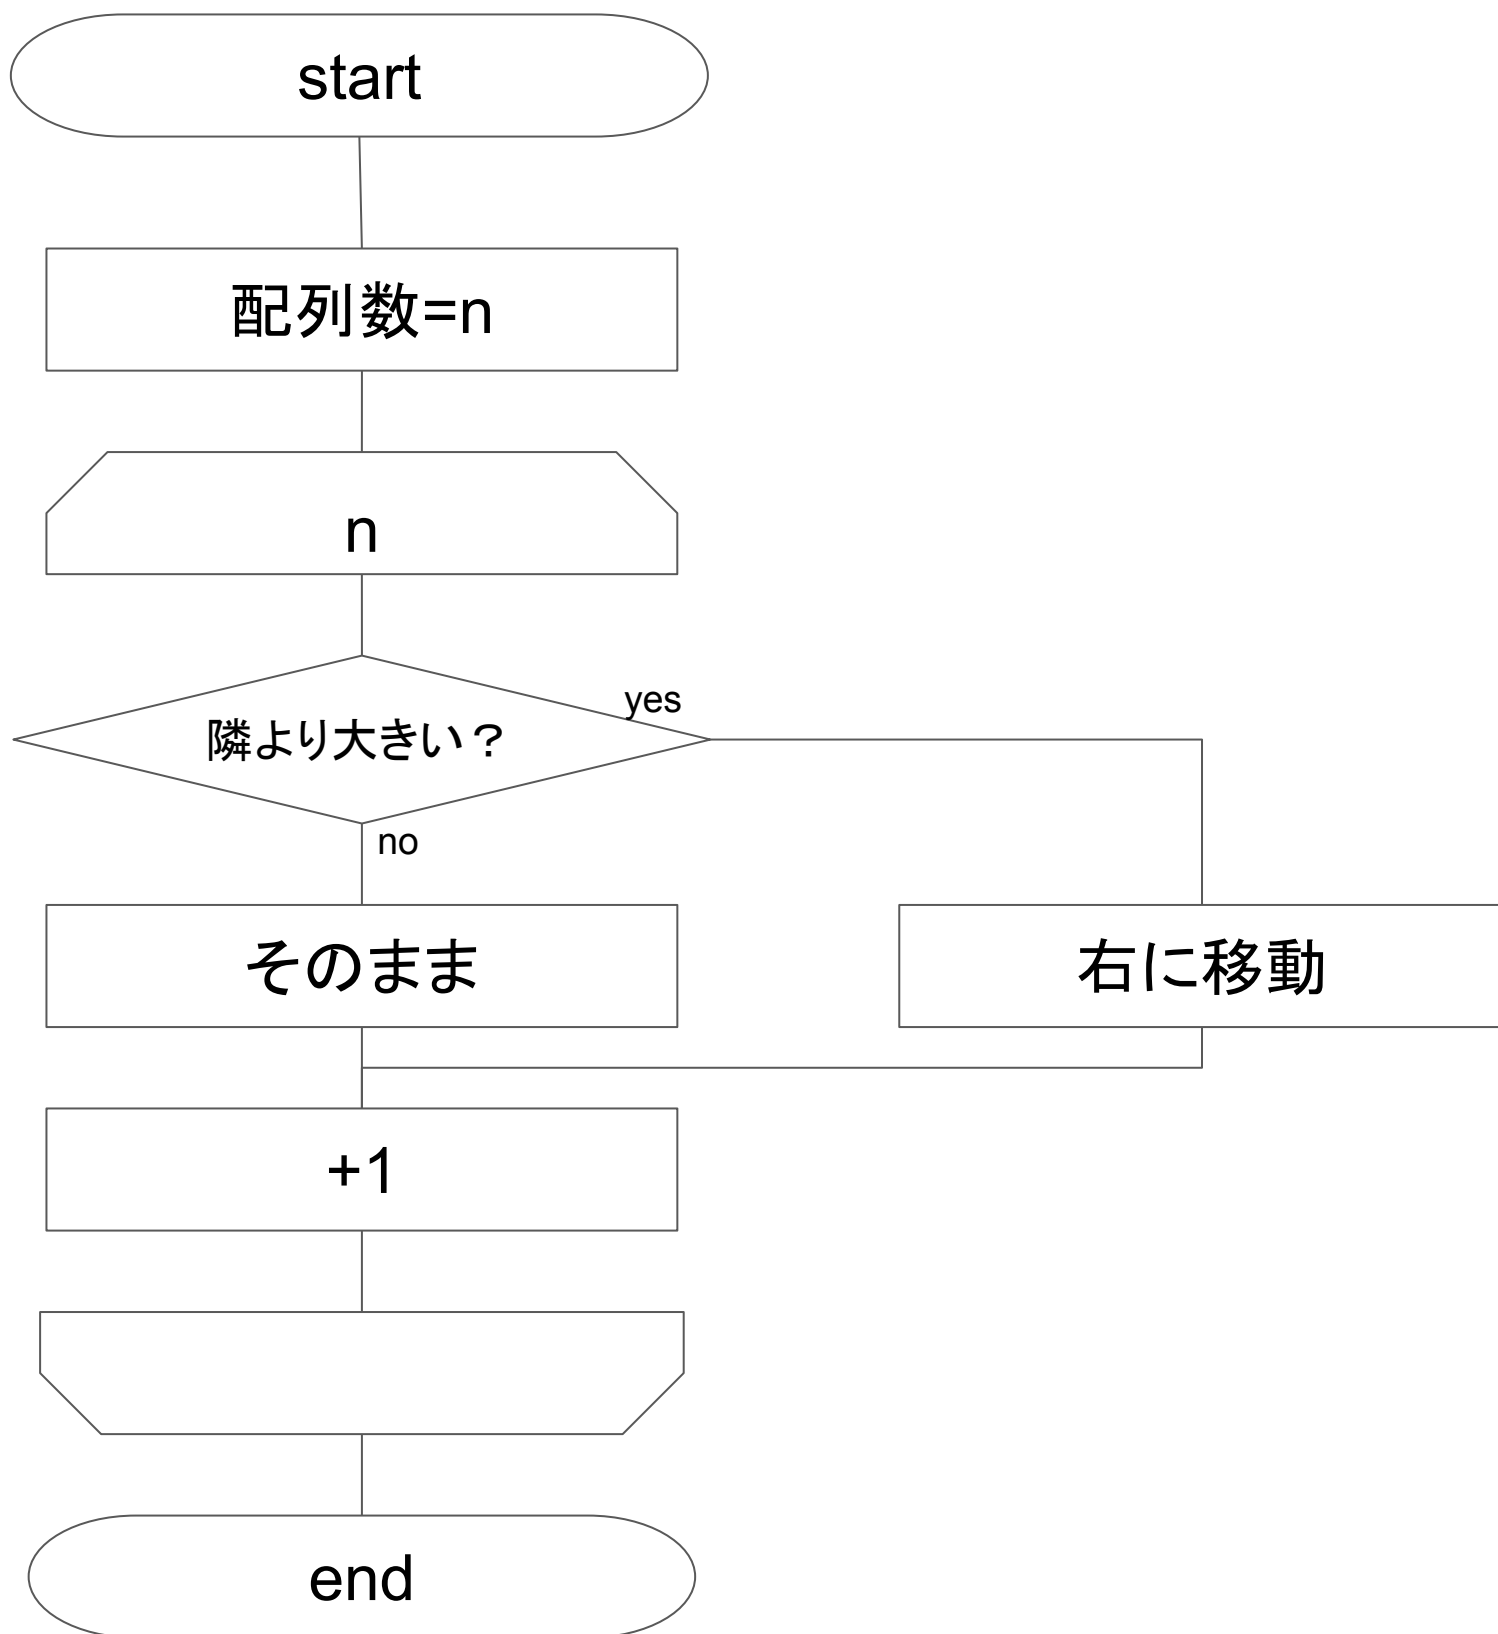 start
配列数=n
n
隣より大きい？
yes
no
そのまま
右に移動
+1
end